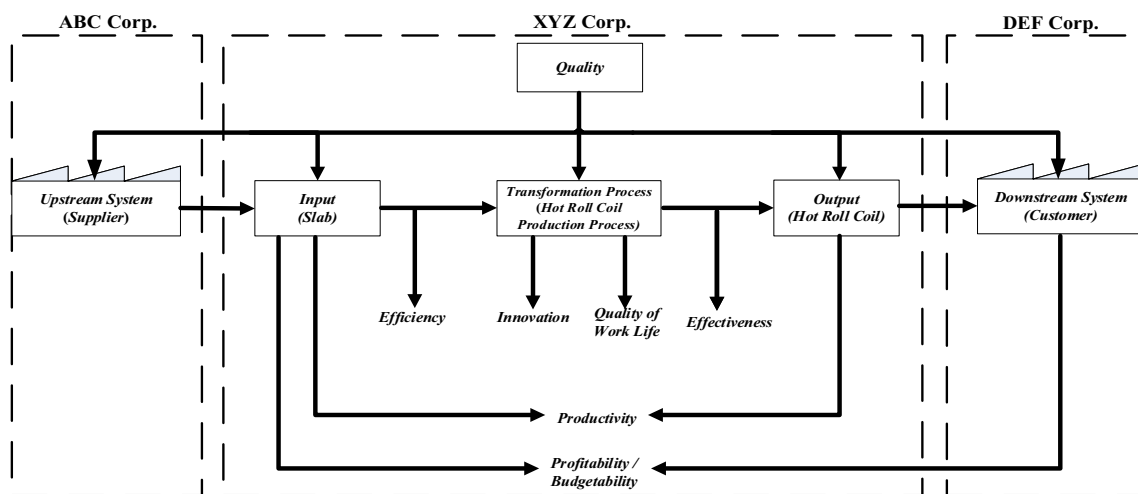 ABC Corp.
XYZ Corp.
DEF Corp.
Quality
Upstream System
(Supplier)
Input
(Slab)
Transformation Process
(Hot Roll Coil
Production Process)
Output
(Hot Roll Coil)
Downstream System
(Customer)
Efficiency
Innovation
Quality of
Work Life
Effectiveness
Productivity
Profitability /
Budgetability